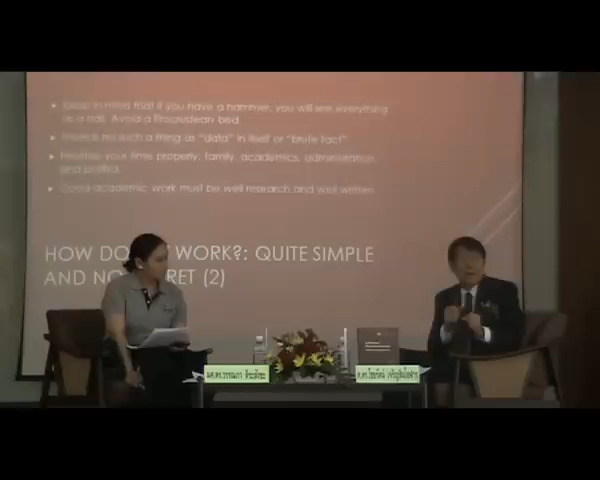 Keep in mind that if you have a hammer, you will see everything
as a nail. Avoid a Procrustean bed.
There is no such a thing as "data" in itself or "brute fact".
your time properly, family, academics, administration,
and
Good academic work must be well research and well written
HOW DO WORK?: QUITE SIMPLE
AND NO RET (2)